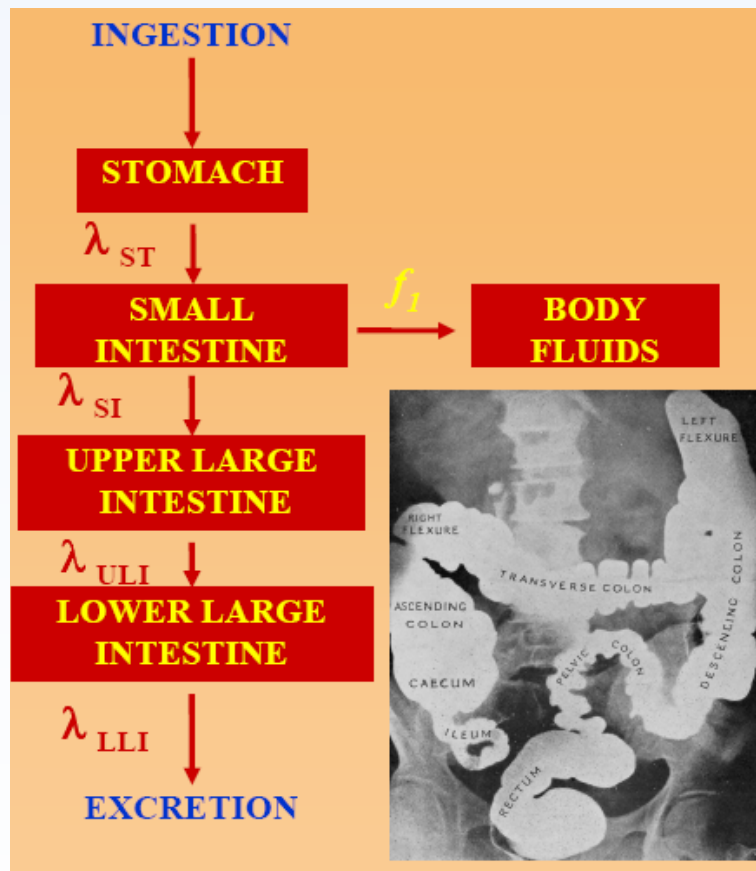 INGESTION
STOMACH
λ ST
SMALL
INTESTINE
f1
BODY
FLUIDS
λ SI
UPPER LARGE
INTESTINE
λ ULI
LOWER LARGE
INTESTINE
λ LLI
EXCRETION
LEFT
FLEXURE
RIGHT
FLEXURE
TRANSVERSE COLON
ASCENDING
COLON
DESCENDING COLON
PELVIC COLON
CAECUM
ILEUM
RECTUM